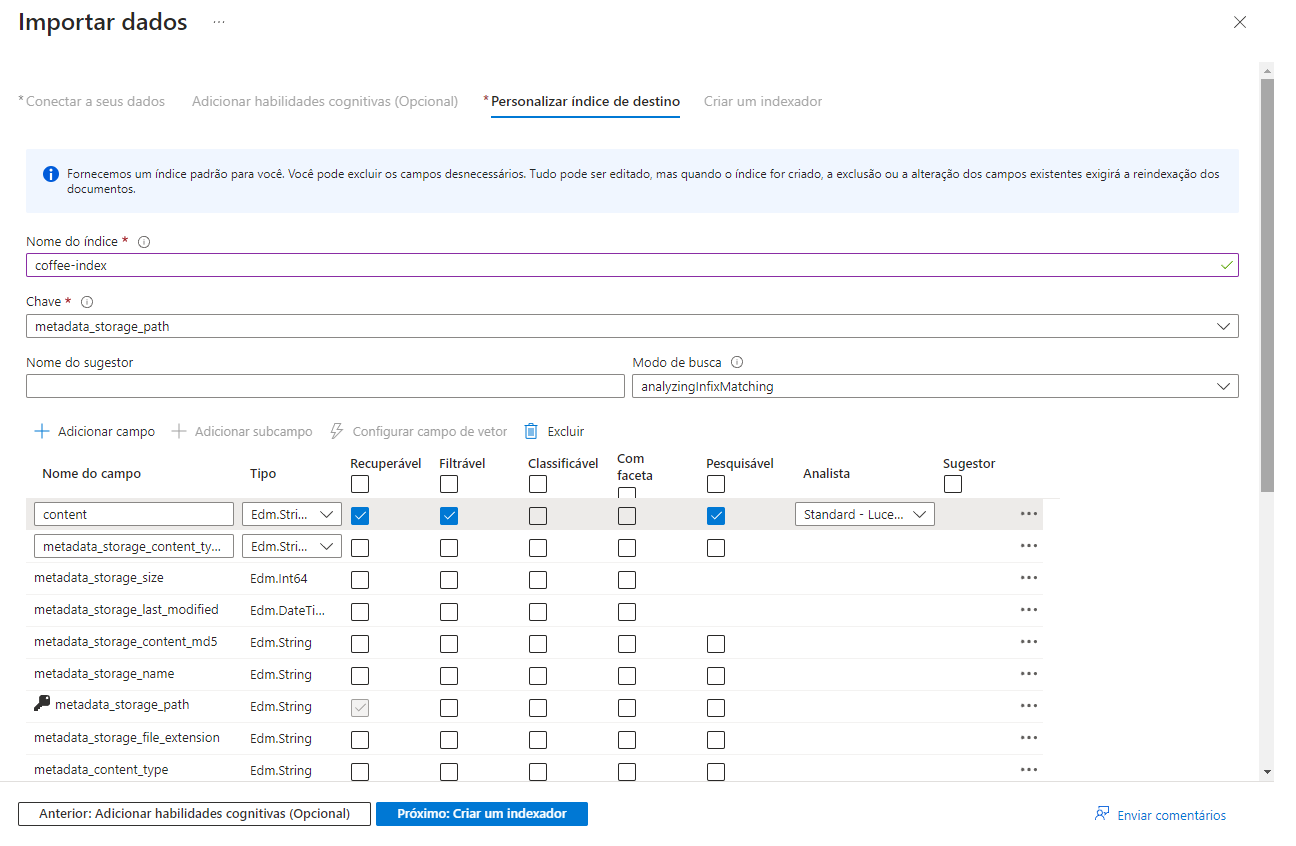 Importar dados ...
* Conectar a seus dados Adicionar habilidades cognitivas (Opcional) * Personalizar índice de destino Criar um indexador
Fornecemos um índice padrão para você. Você pode excluir os campos desnecessários. Tudo pode ser editado, mas quando o índice for criado, a exclusão ou a alteração dos campos existentes exigirá a reindexação dos
documentos.
Nome do índice *
coffee-index
Chave *
metadata_storage_path
Nome do sugestor Modo de busca
analyzingInfixMatching
Adicionar campo Adicionar subcampo Configurar campo de vetor Excluir
Nome do campo Tipo Recuperável Filtrável Classificável Com faceta Pesquisável Analista Sugestor
content Edm.Stri... Standard - Luce... ...
metadata_storage_content_ty... Edm.Stri... ...
metadata_storage_size Edm.Int64 ...
metadata_storage_last_modified Edm.DateTi... ...
metadata_storage_content_md5 Edm.String ...
metadata_storage_name Edm.String ...
metadata_storage_path Edm.String ...
metadata_storage_file_extension Edm.String ...
metadata_content_type Edm.String ...
Anterior: Adicionar habilidades cognitivas (Opcional) Próximo: Criar um indexador Enviar comentários